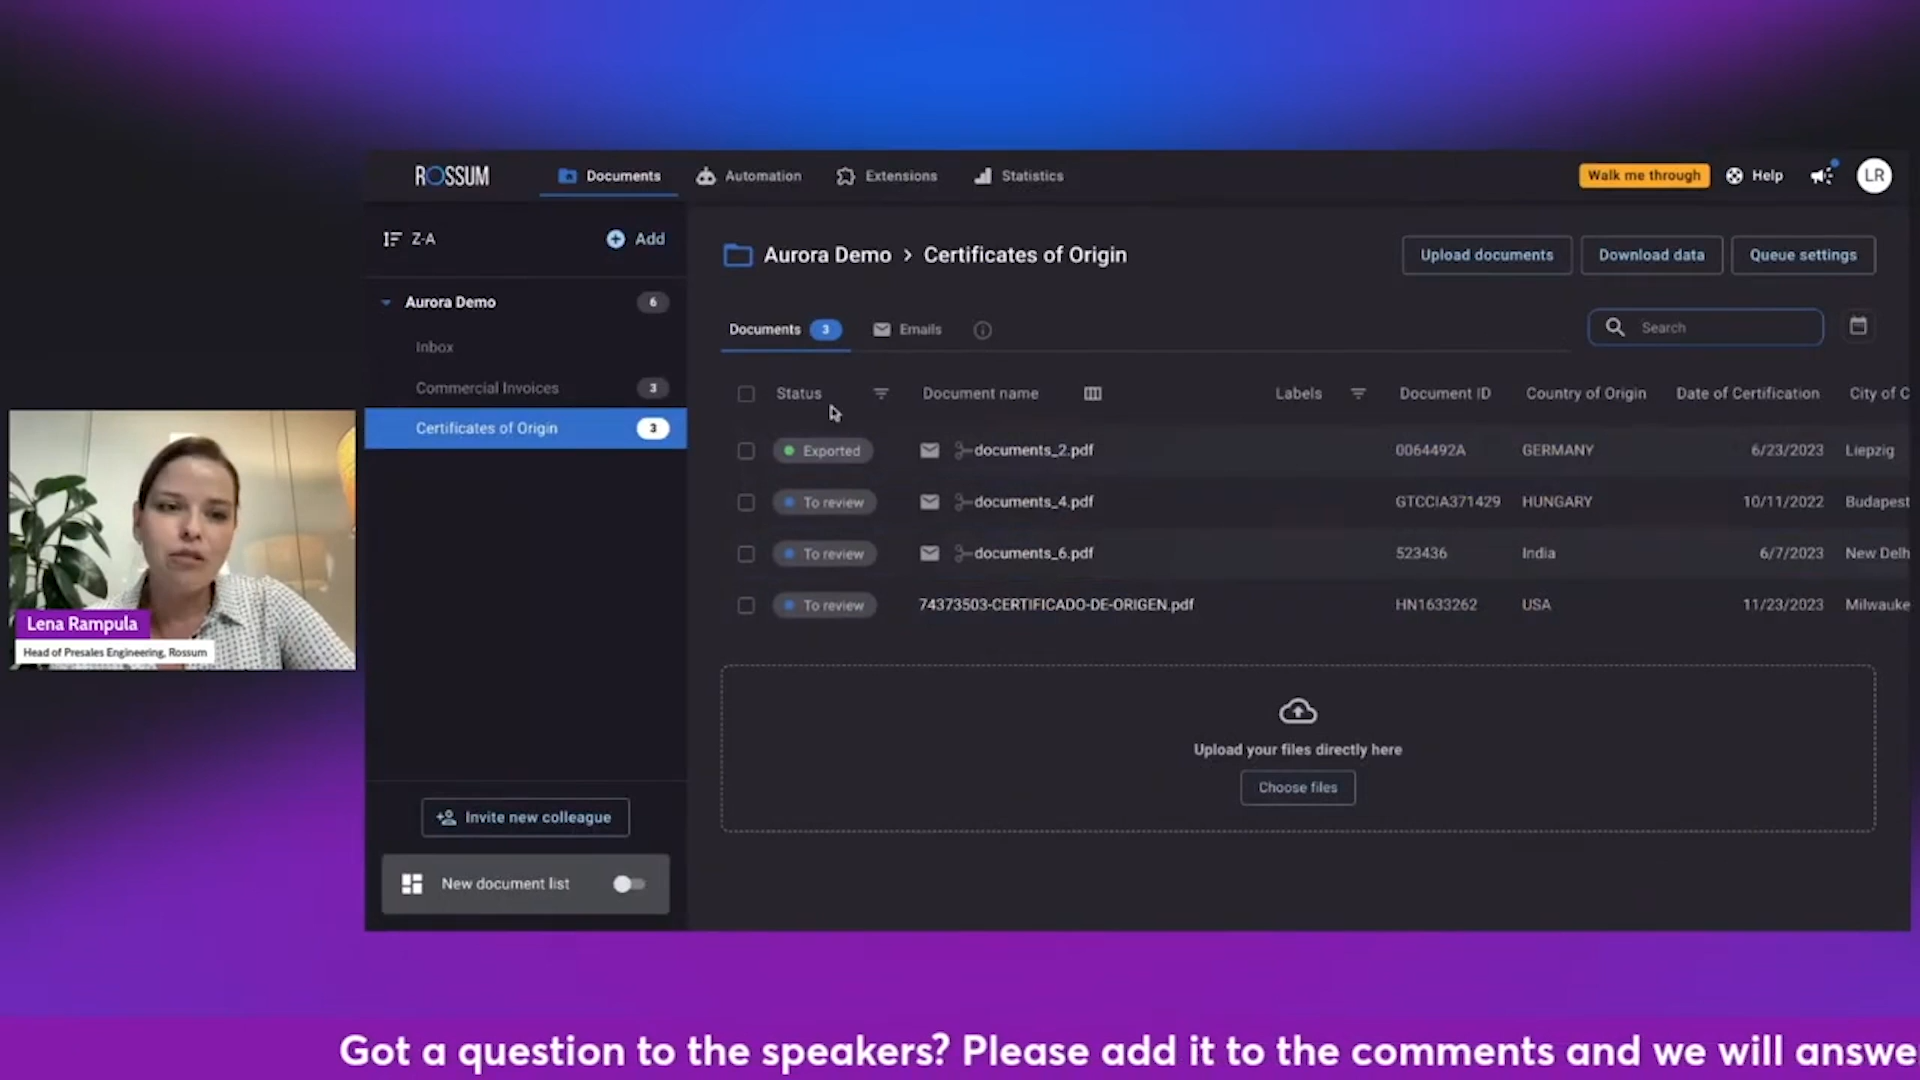 ROSSUM
Documents
Automation
Extensions
Statistics
Walk me through
Help
LR
Z-A
Add
Aurora Demo > Certificates of Origin
Upload documents
Download data
Queue settings
Aurora Demo 6
Inbox
Commercial Invoices 3
Certificates of Origin 3
Documents 3
Emails
Search
Status Document name Labels Document ID Country of Origin Date of Certification City of C
Exported documents_2.pdf 0064492A GERMANY 6/23/2023 Liepzig
To review documents_4.pdf GTCCIA371429 HUNGARY 10/11/2022 Budapest
To review documents_6.pdf 523436 India 6/7/2023 New Delh
To review 74373503-CERTIFICADO-DE-ORIGEN.pdf HN1633262 USA 11/23/2023 Milwauke
Upload your files directly here
Choose files
Invite new colleague
New document list
Lena Rampula
Head of Presales Engineering, Rossum
Got a question to the speakers? Please add it to the comments and we will answe